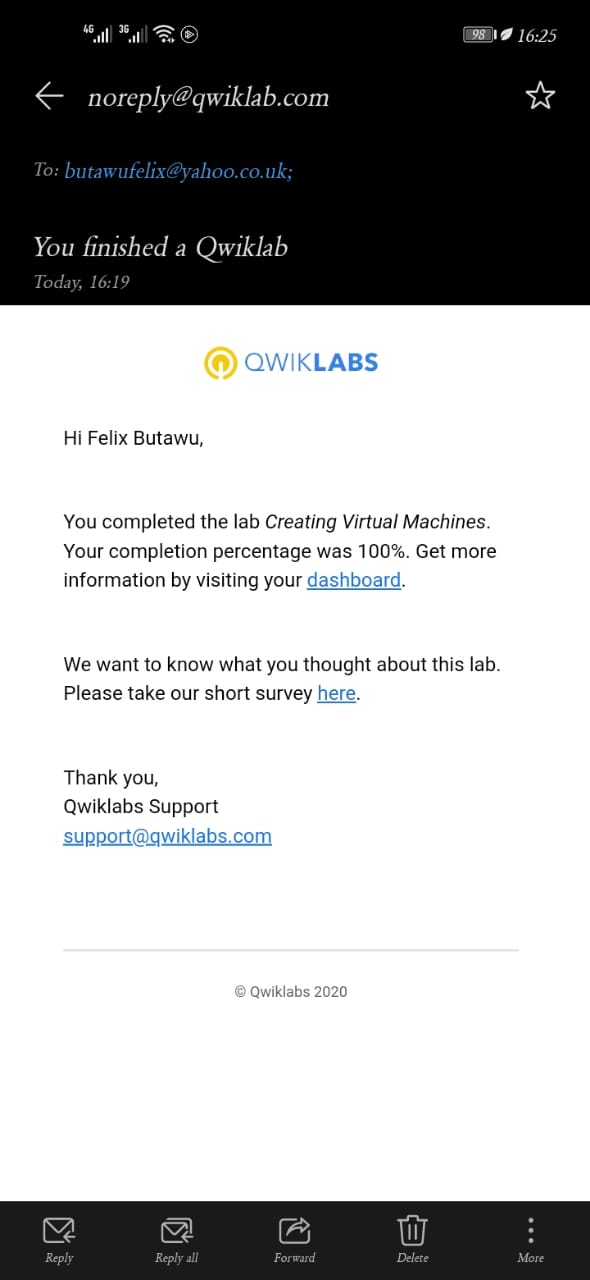 4G 3G 98 16:25
noreply@qwiklab.com
To: butawufelix@yahoo.co.uk;
You finished a Qwiklab
Today, 16:19
QWIKLABS
Hi Felix Butawu,
You completed the lab Creating Virtual Machines.
Your completion percentage was 100%. Get more
information by visiting your dashboard.
We want to know what you thought about this lab.
Please take our short survey here.
Thank you,
Qwiklabs Support
support@qwiklabs.com
© Qwiklabs 2020
Reply Reply all Forward Delete More